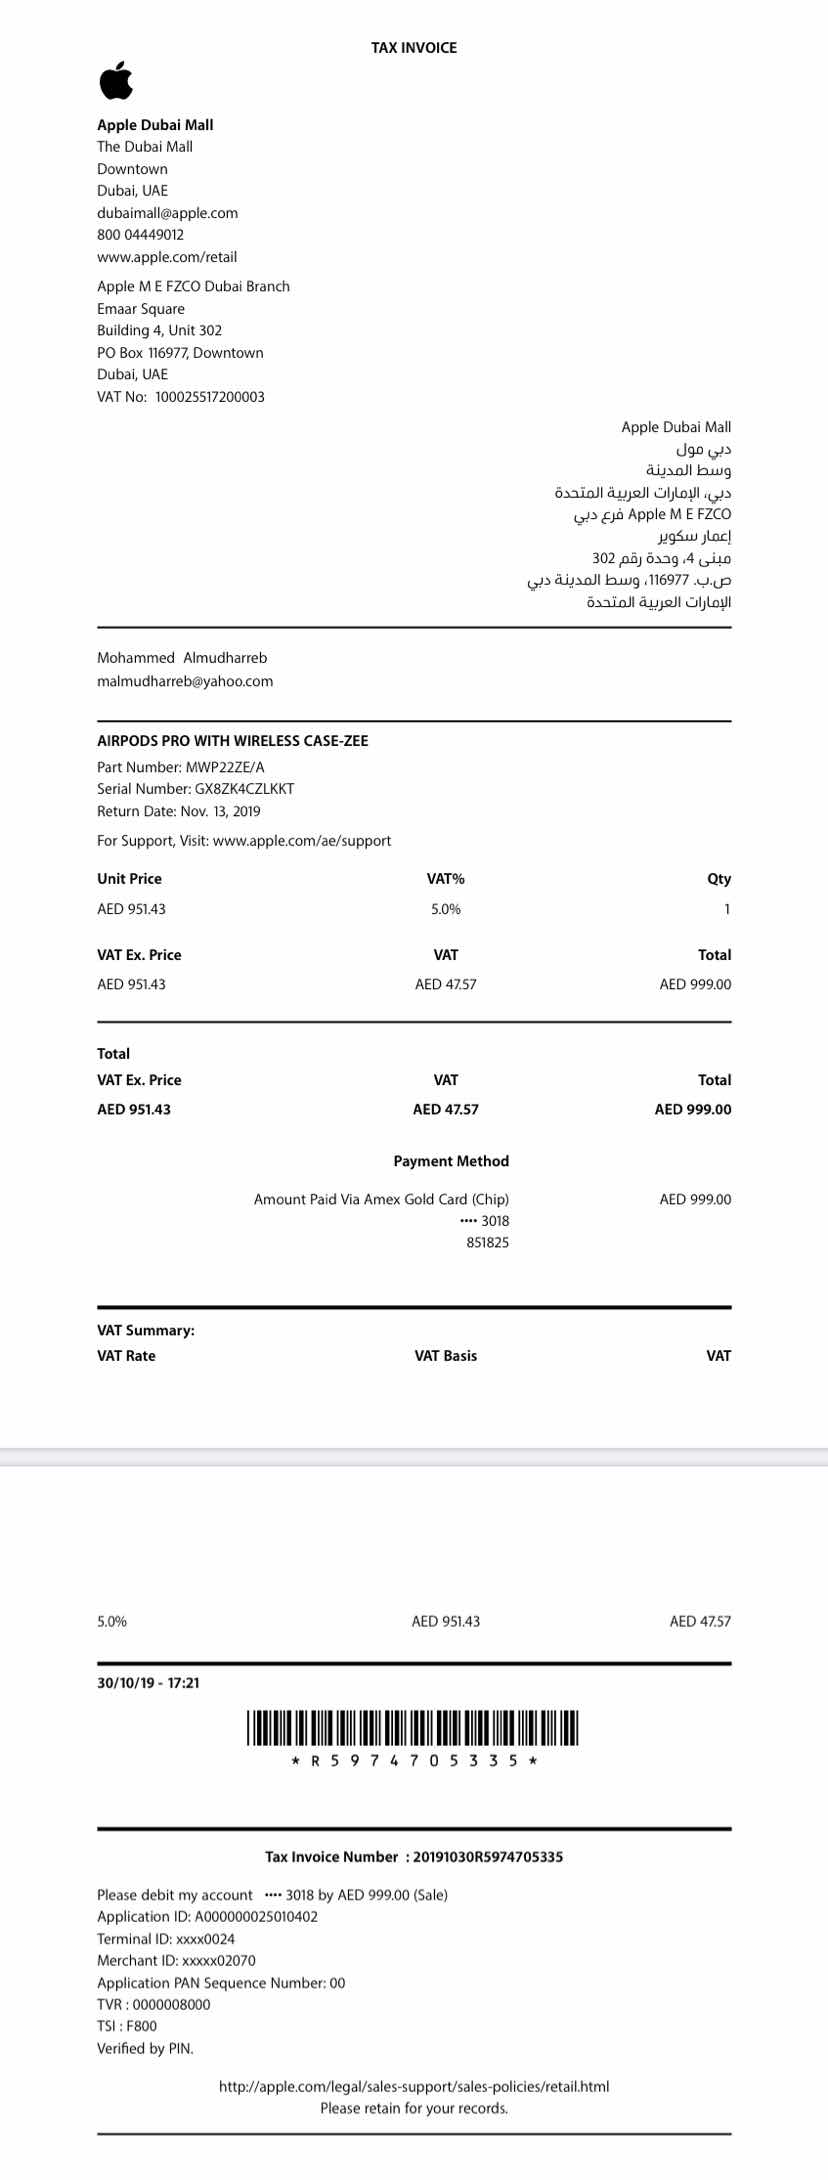 TAX INVOICE
Apple Dubai Mall
The Dubai Mall
Downtown
Dubai, UAE
dubaimall@apple.com
800 04449012
www.apple.com/retail
Apple M E FZCO Dubai Branch
Emaar Square
Building 4, Unit 302
PO Box 116977, Downtown
Dubai, UAE
VAT No: 100025517200003
Apple Dubai Mall
دبي مول
وسط المدينة
دبي، الإمارات العربية المتحدة
Apple M E FZCO فرع دبي
إعمار سكوير
مبنى 4، وحدة رقم 302
ص.ب. 116977، وسط المدينة دبي
الإمارات العربية المتحدة
Mohammed Almudharreb
malmudharreb@yahoo.com
AIRPODS PRO WITH WIRELESS CASE-ZEE
Part Number: MWP22ZE/A
Serial Number: GX8ZK4CZLKKT
Return Date: Nov. 13, 2019
For Support, Visit: www.apple.com/ae/support
Unit Price VAT% Qty
AED 951.43 5.0% 1
VAT Ex. Price VAT Total
AED 951.43 AED 47.57 AED 999.00
Total
VAT Ex. Price VAT Total
AED 951.43 AED 47.57 AED 999.00
Payment Method
Amount Paid Via Amex Gold Card (Chip) AED 999.00
•••• 3018
851825
VAT Summary:
VAT Rate VAT Basis VAT
5.0% AED 951.43 AED 47.57
30/10/19 - 17:21
* R 5 9 7 4 7 0 5 3 3 5 *
Tax Invoice Number : 20191030R5974705335
Please debit my account •••• 3018 by AED 999.00 (Sale)
Application ID: A000000025010402
Terminal ID: xxxx0024
Merchant ID: xxxxx02070
Application PAN Sequence Number: 00
TVR : 0000008000
TSI : F800
Verified by PIN.
http://apple.com/legal/sales-support/sales-policies/retail.html
Please retain for your records.